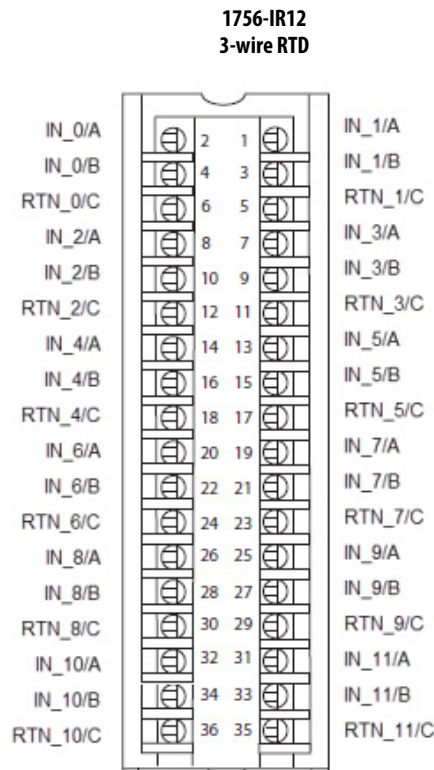 1756-IR12
3-wire RTD
IN_0/A 2 1 IN_1/A
IN_0/B 4 3 IN_1/B
RTN_0/C 6 5 RTN_1/C
IN_2/A 8 7 IN_3/A
IN_2/B 10 9 IN_3/B
RTN_2/C 12 11 RTN_3/C
IN_4/A 14 13 IN_5/A
IN_4/B 16 15 IN_5/B
RTN_4/C 18 17 RTN_5/C
IN_6/A 20 19 IN_7/A
IN_6/B 22 21 IN_7/B
RTN_6/C 24 23 RTN_7/C
IN_8/A 26 25 IN_9/A
IN_8/B 28 27 IN_9/B
RTN_8/C 30 29 RTN_9/C
IN_10/A 32 31 IN_11/A
IN_10/B 34 33 IN_11/B
RTN_10/C 36 35 RTN_11/C